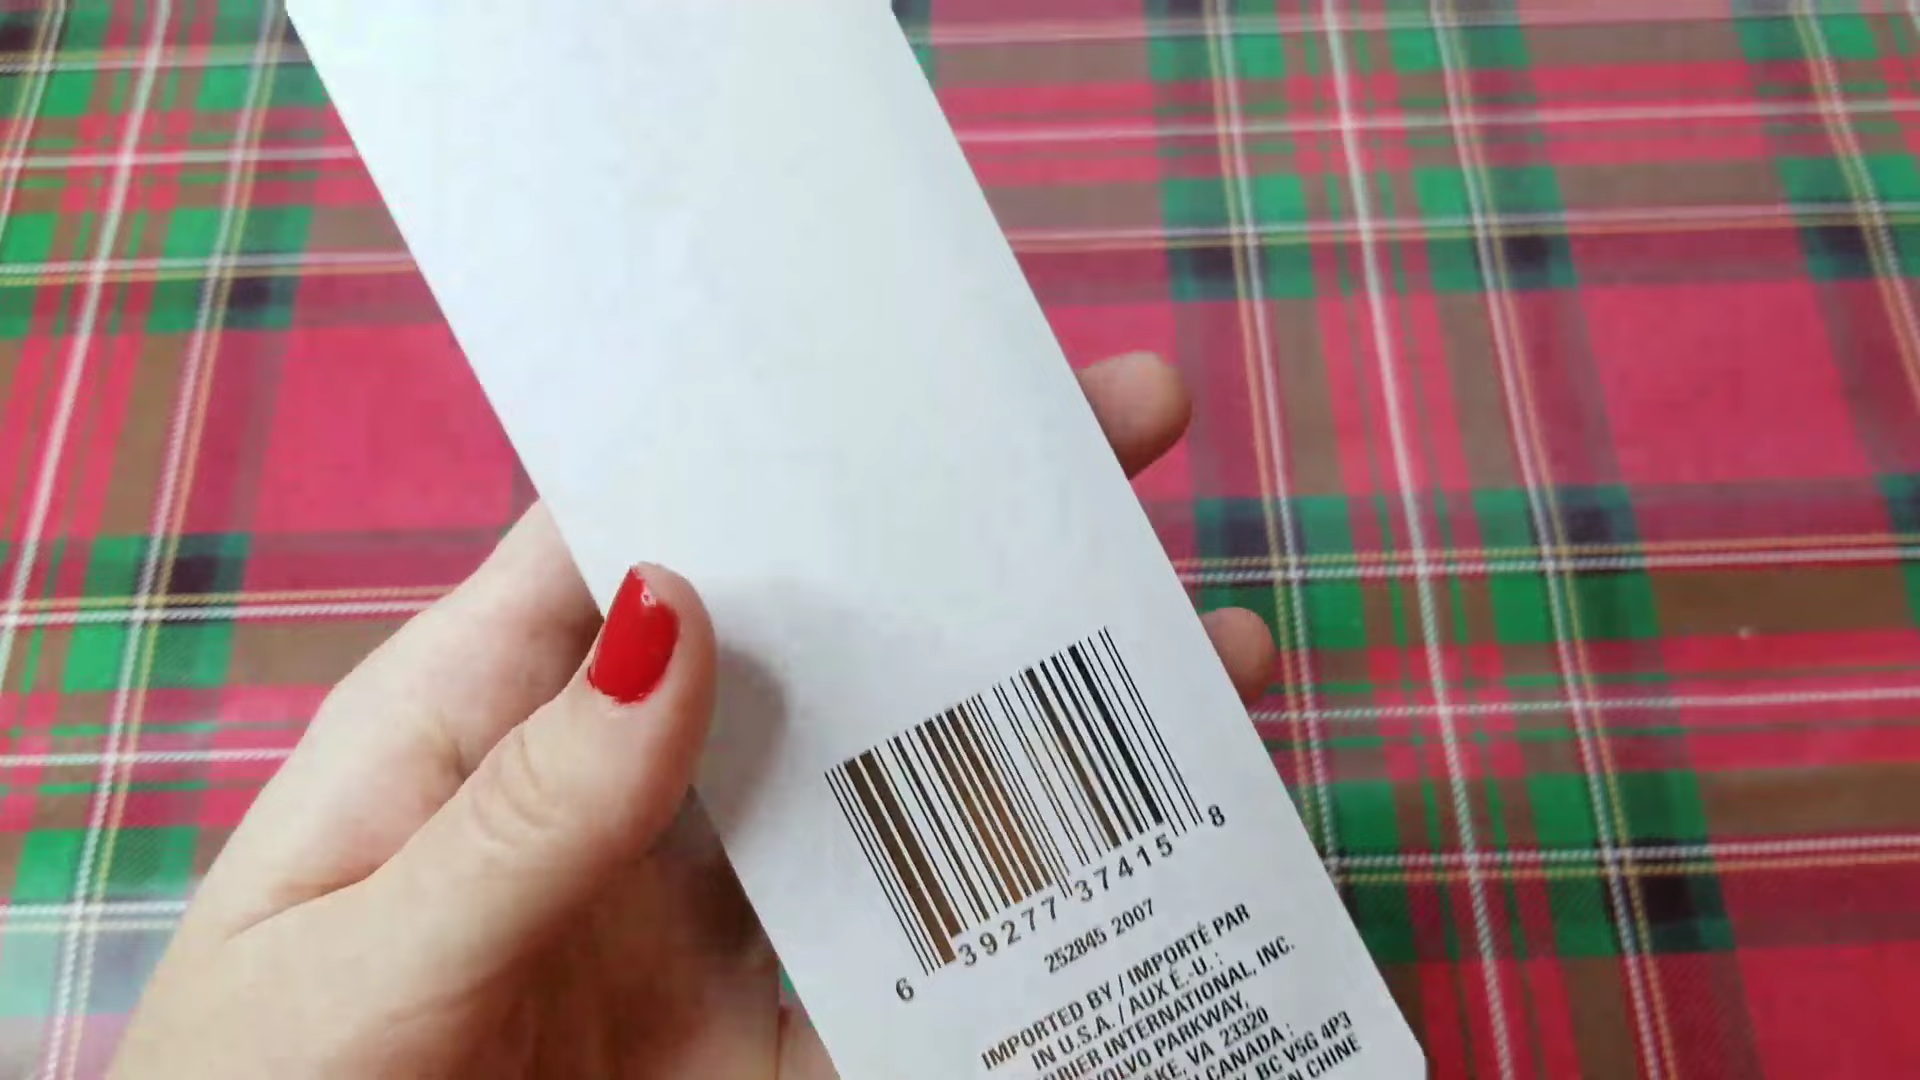 6 39277 37415 8
252845 2007
IMPORTED BY / IMPORTÉ PAR
IN U.S.A. / AUX É.-U. :
INTERNATIONAL, INC.
VOLVO PARKWAY,
VA 23320
CANADA :
BC V5G 4P3
CHINE